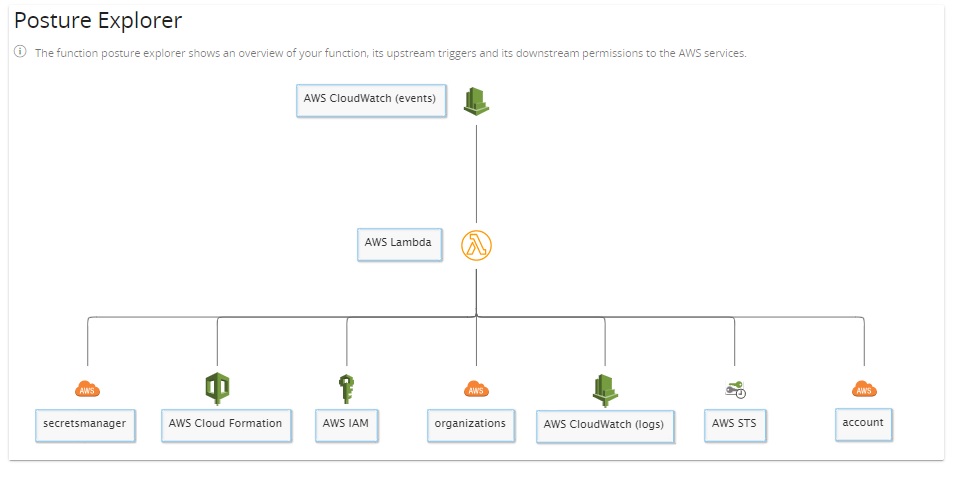 Posture Explorer
The function posture explorer shows an overview of your function, its upstream triggers and its downstream permissions to the AWS services.
AWS CloudWatch (events)
AWS Lambda
AWS
AWS
AWS
secretsmanager
AWS Cloud Formation
AWS IAM
organizations
AWS CloudWatch (logs)
AWS STS
account